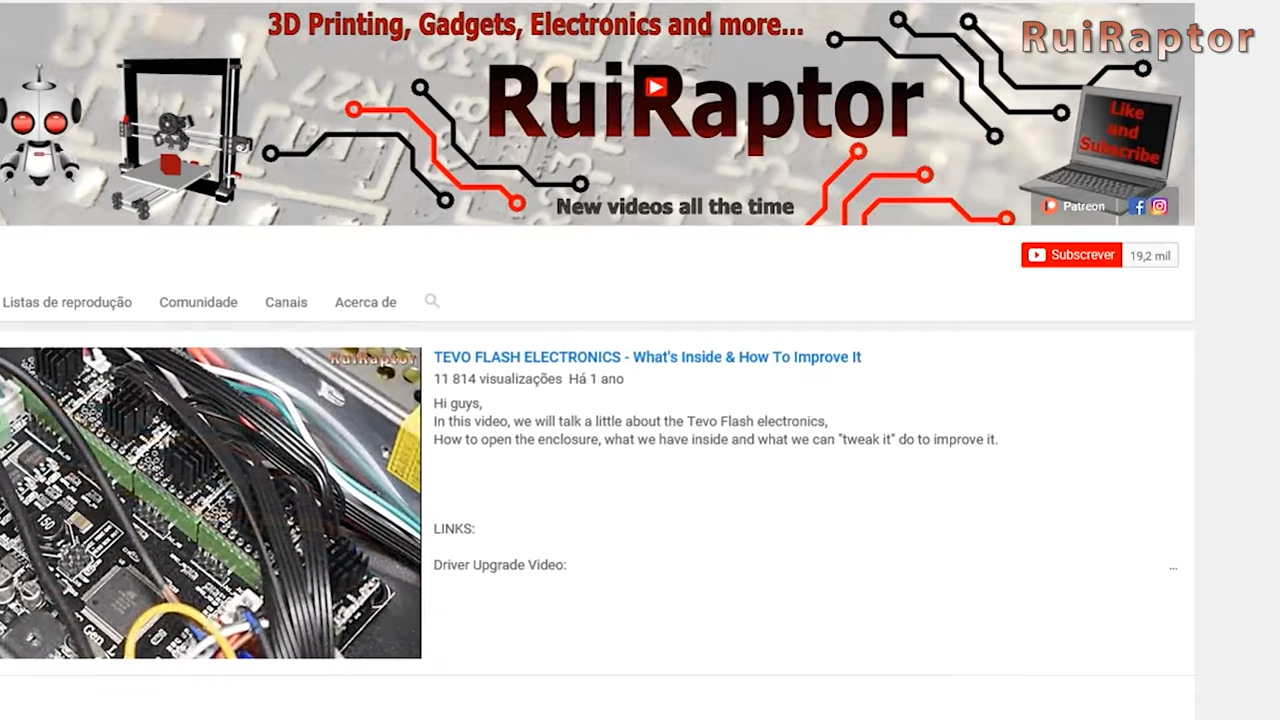 3D Printing, Gadgets, Electronics and more...
RuiRaptor
RuiRaptor
Like
and
Subscribe
New videos all the time
Patreon
Subscrever 19,2 mil
Listas de reprodução Comunidade Canais Acerca de
RuiRaptor
TEVO FLASH ELECTRONICS - What's Inside & How To Improve It
11 814 visualizações Há 1 ano
Hi guys,
In this video, we will talk a little about the Tevo Flash electronics,
How to open the enclosure, what we have inside and what we can "tweak it" do to improve it.
LINKS:
Driver Upgrade Video:
...
Gen L